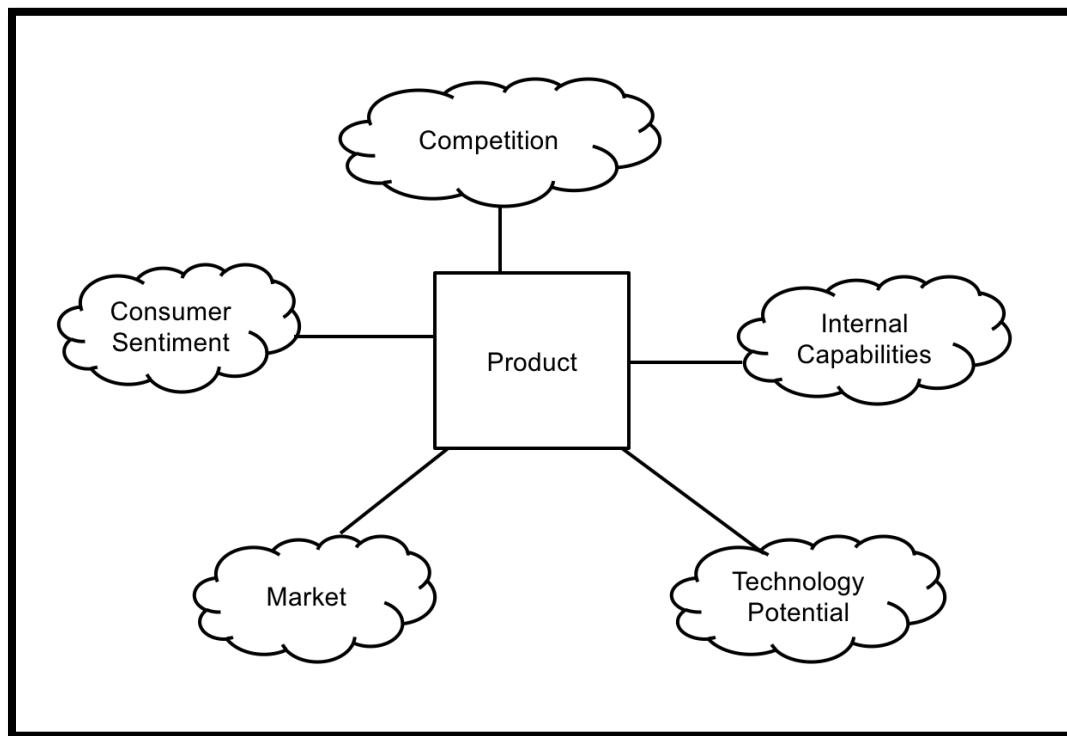 Competition
Consumer
Sentiment
Internal
Capabilities
Product
Market
Technology
Potential